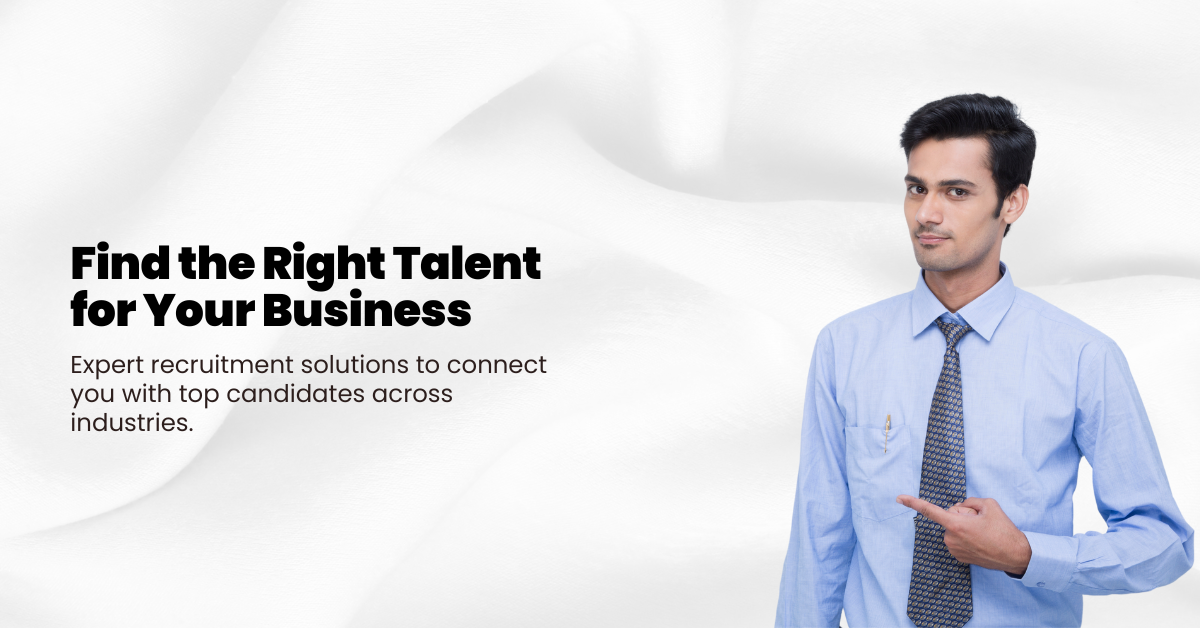 Find the Right Talent
for Your Business
Expert recruitment solutions to connect
you with top candidates across
industries.